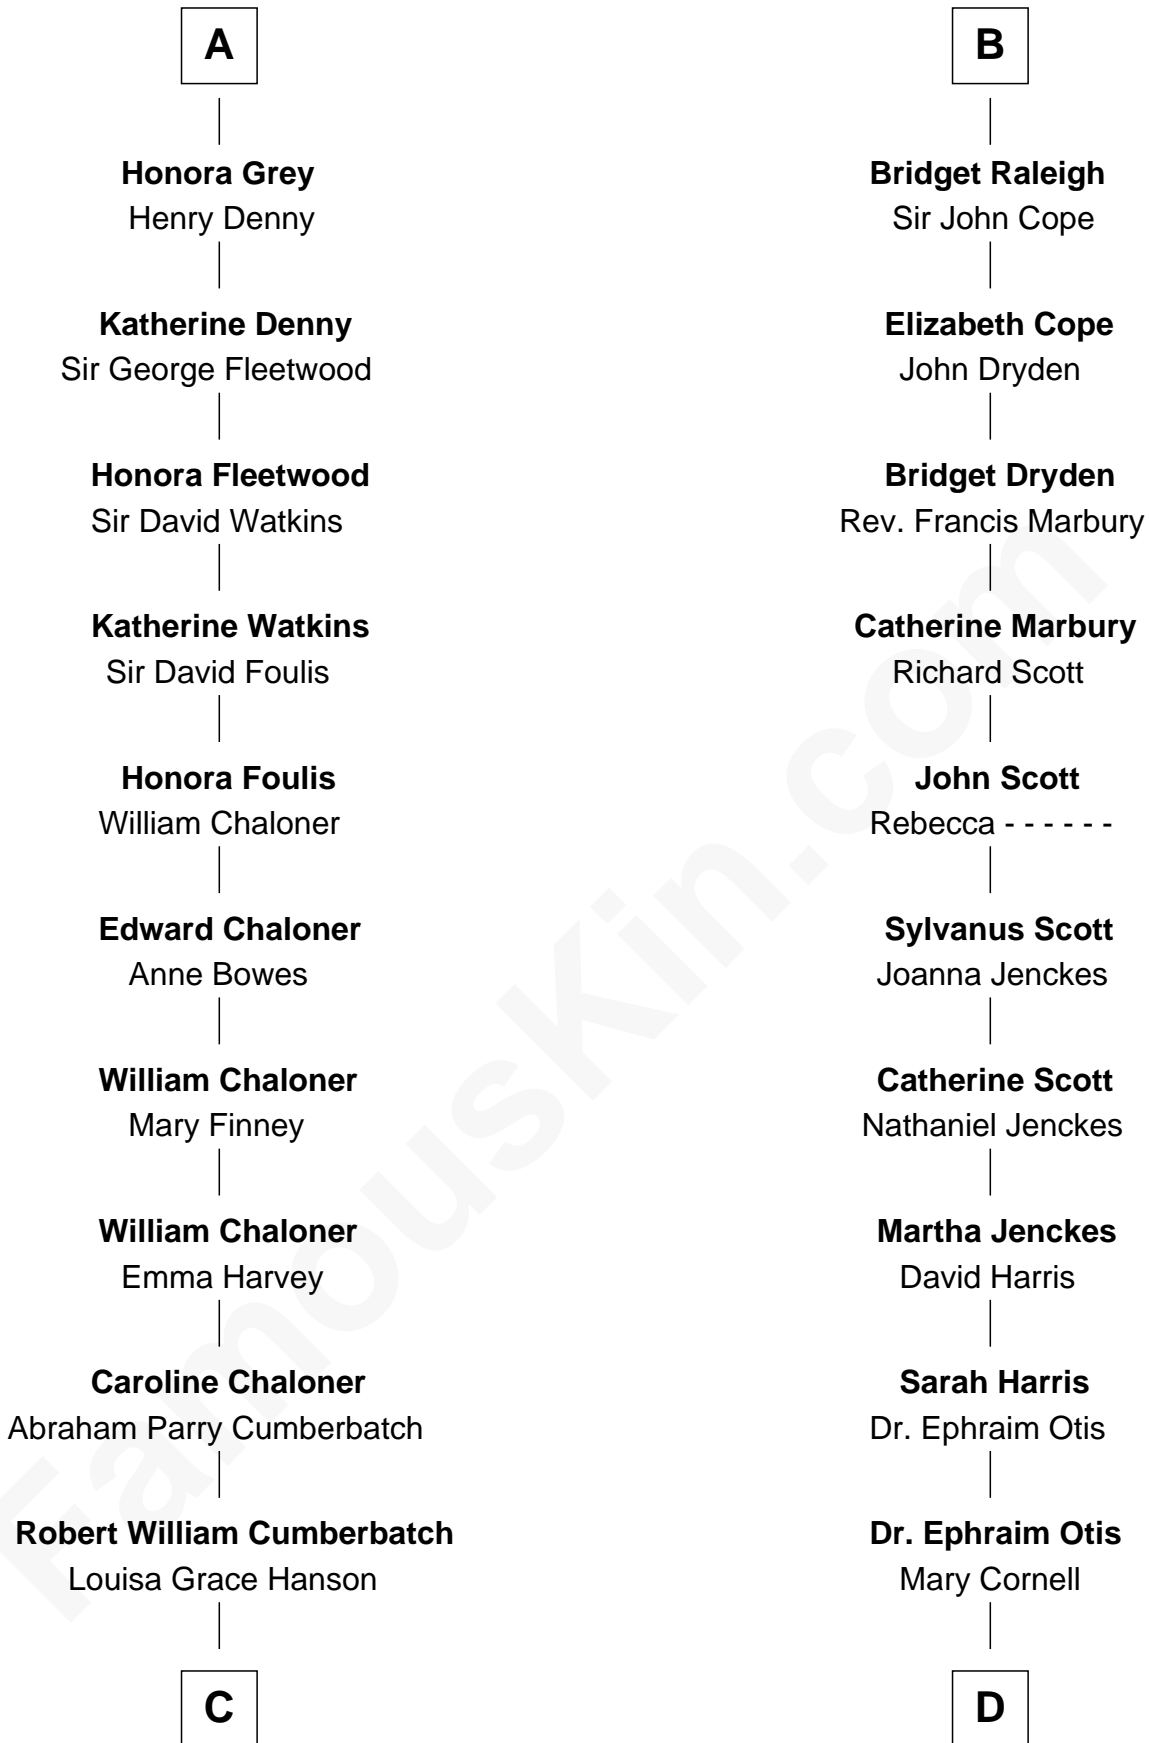 A
Honora Grey
Henry Denny
Katherine Denny
Sir George Fleetwood
Honora Fleetwood
Sir David Watkins
Katherine Watkins
Sir David Foulis
Honora Foulis
William Chaloner
Edward Chaloner
Anne Bowes
William Chaloner
Mary Finney
William Chaloner
Emma Harvey
Caroline Chaloner
Abraham Parry Cumberbatch
Robert William Cumberbatch
Louisa Grace Hanson
C
B
Bridget Raleigh
Sir John Cope
Elizabeth Cope
John Dryden
Bridget Dryden
Rev. Francis Marbury
Catherine Marbury
Richard Scott
John Scott
Rebecca - - - - - -
Sylvanus Scott
Joanna Jenckes
Catherine Scott
Nathaniel Jenckes
Martha Jenckes
David Harris
Sarah Harris
Dr. Ephraim Otis
Dr. Ephraim Otis
Mary Cornell
D
FamousKin.com